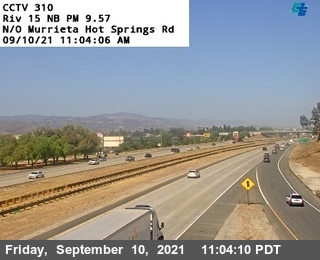 CCTV 310
Riv 15 NB PM 9.57
N/O Murrieta Hot Springs Rd
09/10/21 11:04:06 AM
1
Friday, September 10, 2021 11:04:10 PDT